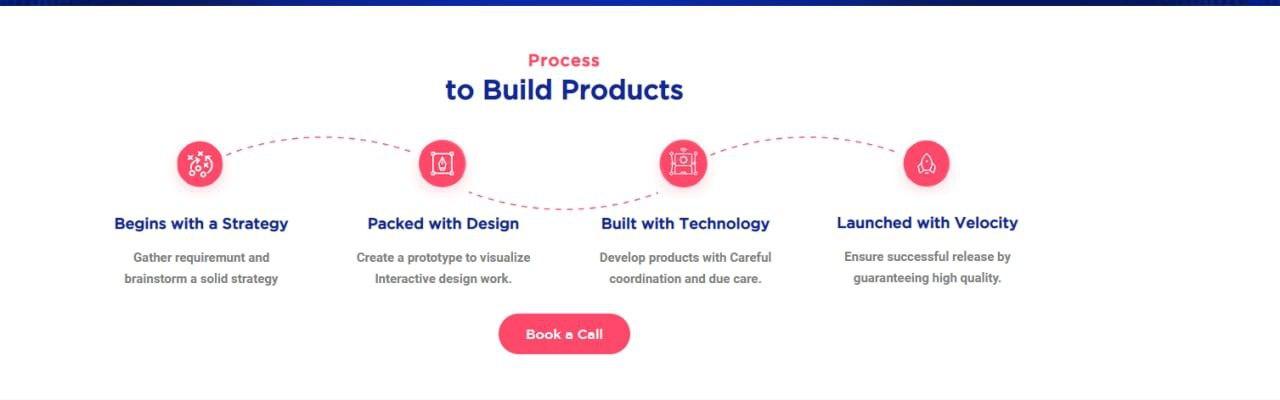 Process
to Build Products
Begins with a Strategy
Gather requiremunt and
brainstorm a solid strategy
Packed with Design
Create a prototype to visualize
Interactive design work.
Built with Technology
Develop products with Careful
coordination and due care.
Launched with Velocity
Ensure successful release by
guaranteeing high quality.
Book a Call